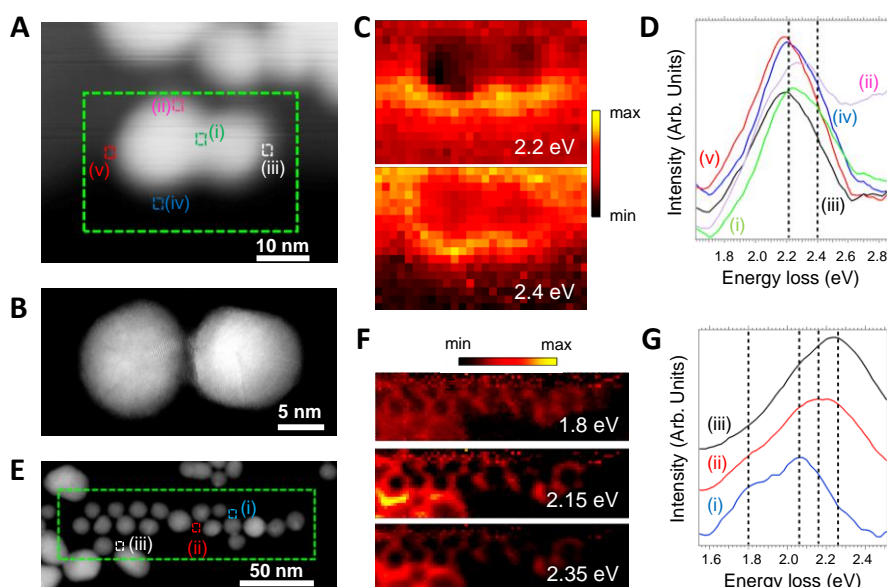 A
(ii)
(i)
(v)
(iii)
(iv)
10 nm
B
5 nm
C
2.2 eV
2.4 eV
max
min
D
Intensity (Arb. Units)
(ii)
(iv)
(v)
(iii)
(i)
1.8 2.0 2.2 2.4 2.6 2.8
Energy loss (eV)
E
(i)
(ii)
(iii)
50 nm
F
min max
1.8 eV
2.15 eV
2.35 eV
G
Intensity (Arb. Units)
(iii)
(ii)
(i)
1.6 1.8 2.0 2.2 2.4
Energy loss (eV)